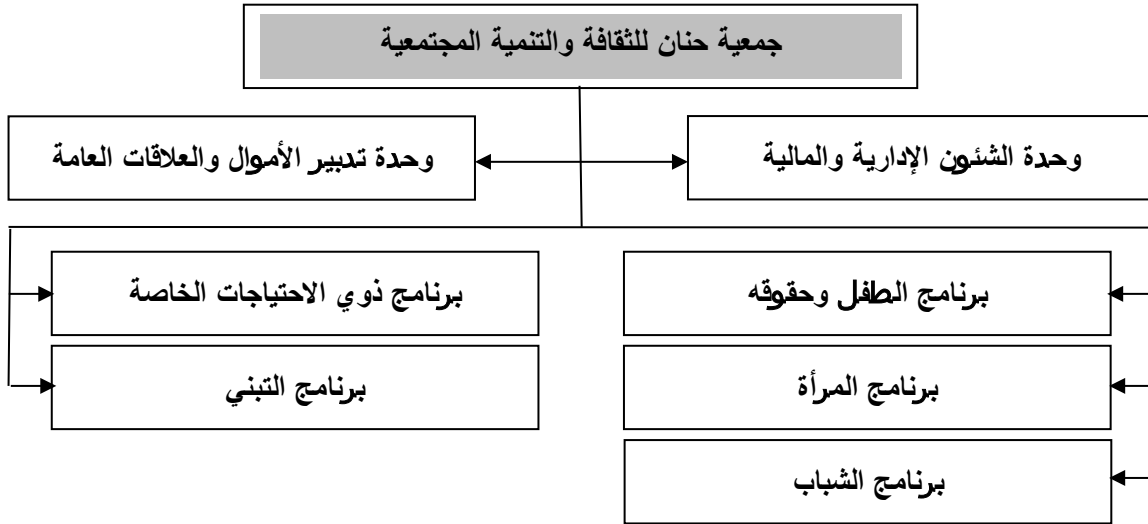 جمعية حنان للثقافة والتنمية المجتمعية
وحدة الشئون الإدارية والمالية
وحدة تدبير الأموال والعلاقات العامة
برنامج الطفل وحقوقه
برنامج ذوي الاحتياجات الخاصة
برنامج المرأة
برنامج التبني
برنامج الشباب